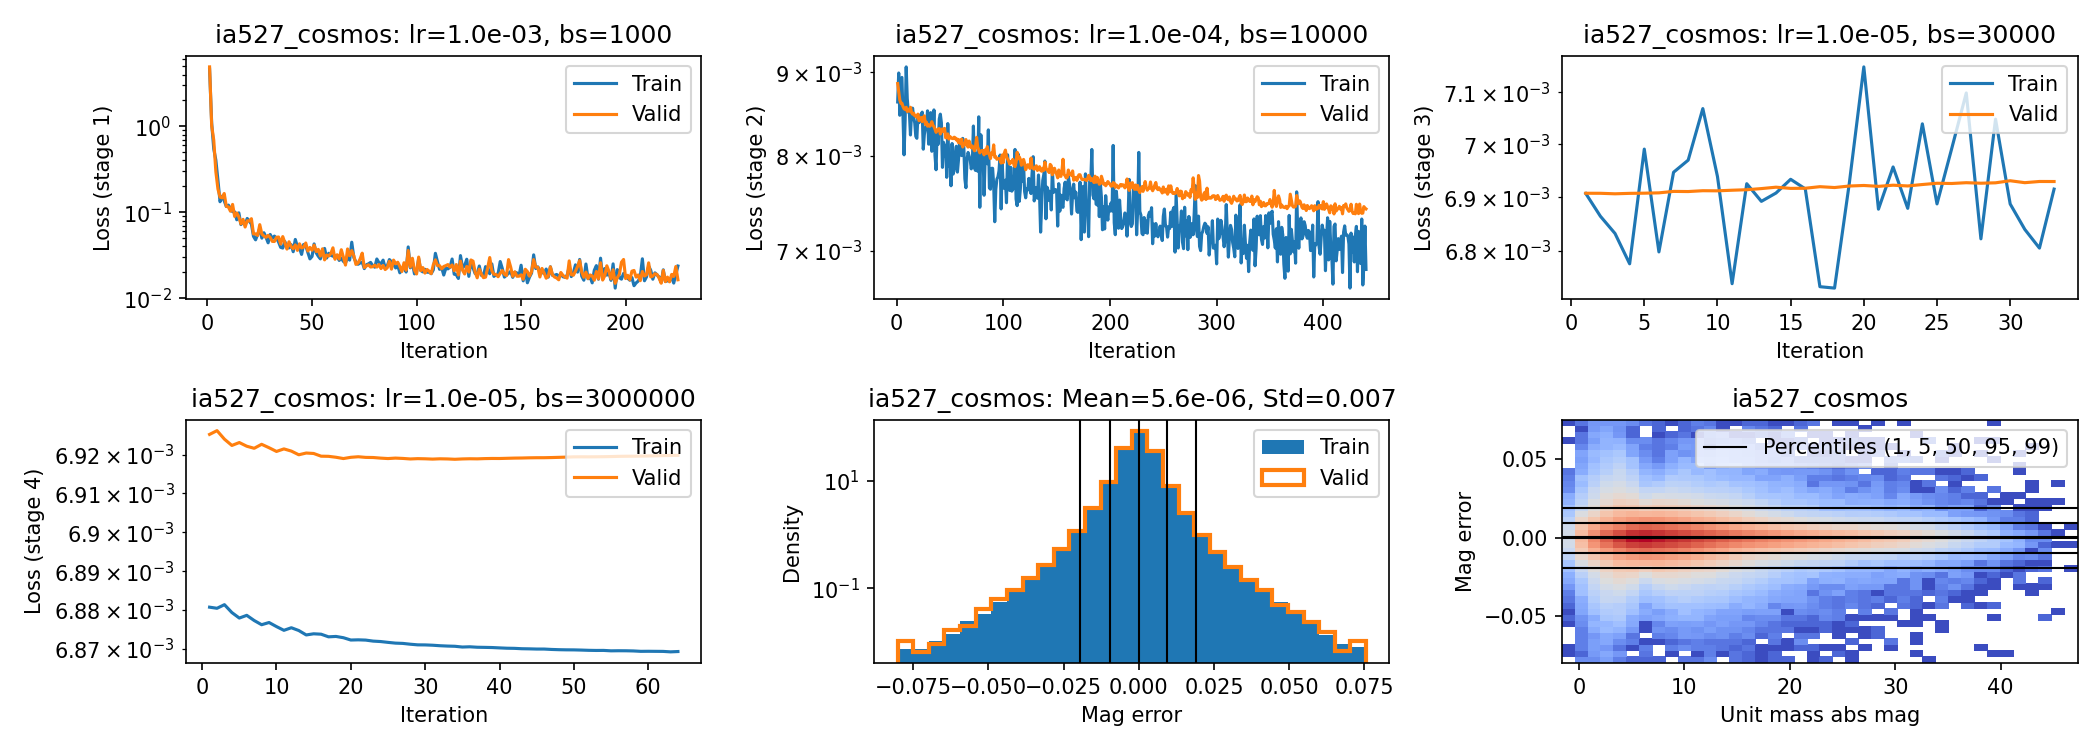 ia527_cosmos: lr=1.0e-03, bs=1000
Loss (stage 1)
10⁰
10⁻¹
10⁻²
Train
Valid
0 50 100 150 200
Iteration
ia527_cosmos: lr=1.0e-04, bs=10000
Loss (stage 2)
9 × 10⁻³
8 × 10⁻³
7 × 10⁻³
Train
Valid
0 100 200 300 400
Iteration
ia527_cosmos: lr=1.0e-05, bs=30000
Loss (stage 3)
7.1 × 10⁻³
7 × 10⁻³
6.9 × 10⁻³
6.8 × 10⁻³
Train
Valid
0 5 10 15 20 25 30
Iteration
ia527_cosmos: lr=1.0e-05, bs=3000000
Loss (stage 4)
6.92 × 10⁻³
6.91 × 10⁻³
6.9 × 10⁻³
6.89 × 10⁻³
6.88 × 10⁻³
6.87 × 10⁻³
Train
Valid
0 10 20 30 40 50 60
Iteration
ia527_cosmos: Mean=5.6e-06, Std=0.007
Density
10¹
10⁻¹
Train
Valid
−0.075 −0.050 −0.025 0.000 0.025 0.050 0.075
Mag error
ia527_cosmos
Mag error
0.05
0.00
−0.05
Percentiles (1, 5, 50, 95, 99)
0 10 20 30 40
Unit mass abs mag